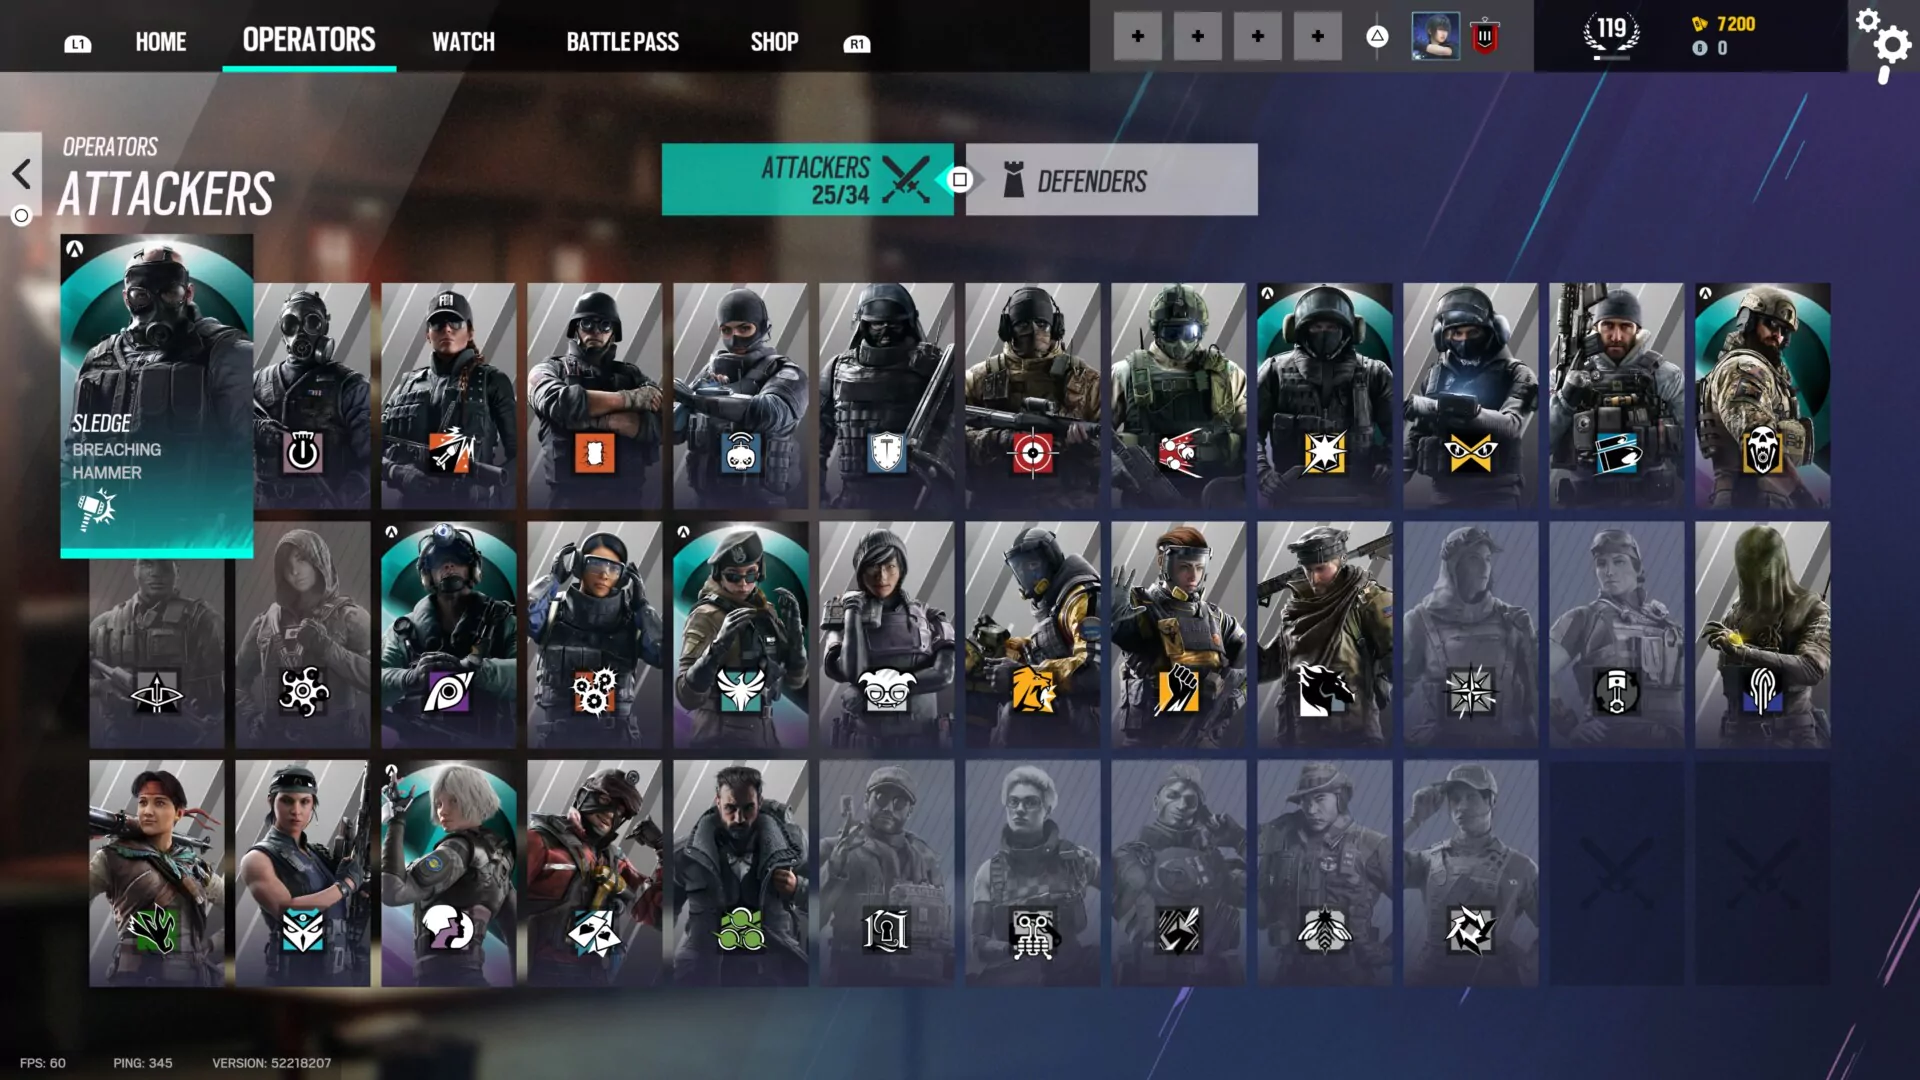 L1
HOME
OPERATORS
WATCH
BATTLE PASS
SHOP
R1
119
7200
0
OPERATORS
ATTACKERS
ATTACKERS
25/34
DEFENDERS
FBI
SLEDGE
BREACHING
HAMMER
FPS: 60
PING: 345
VERSION: 52218207